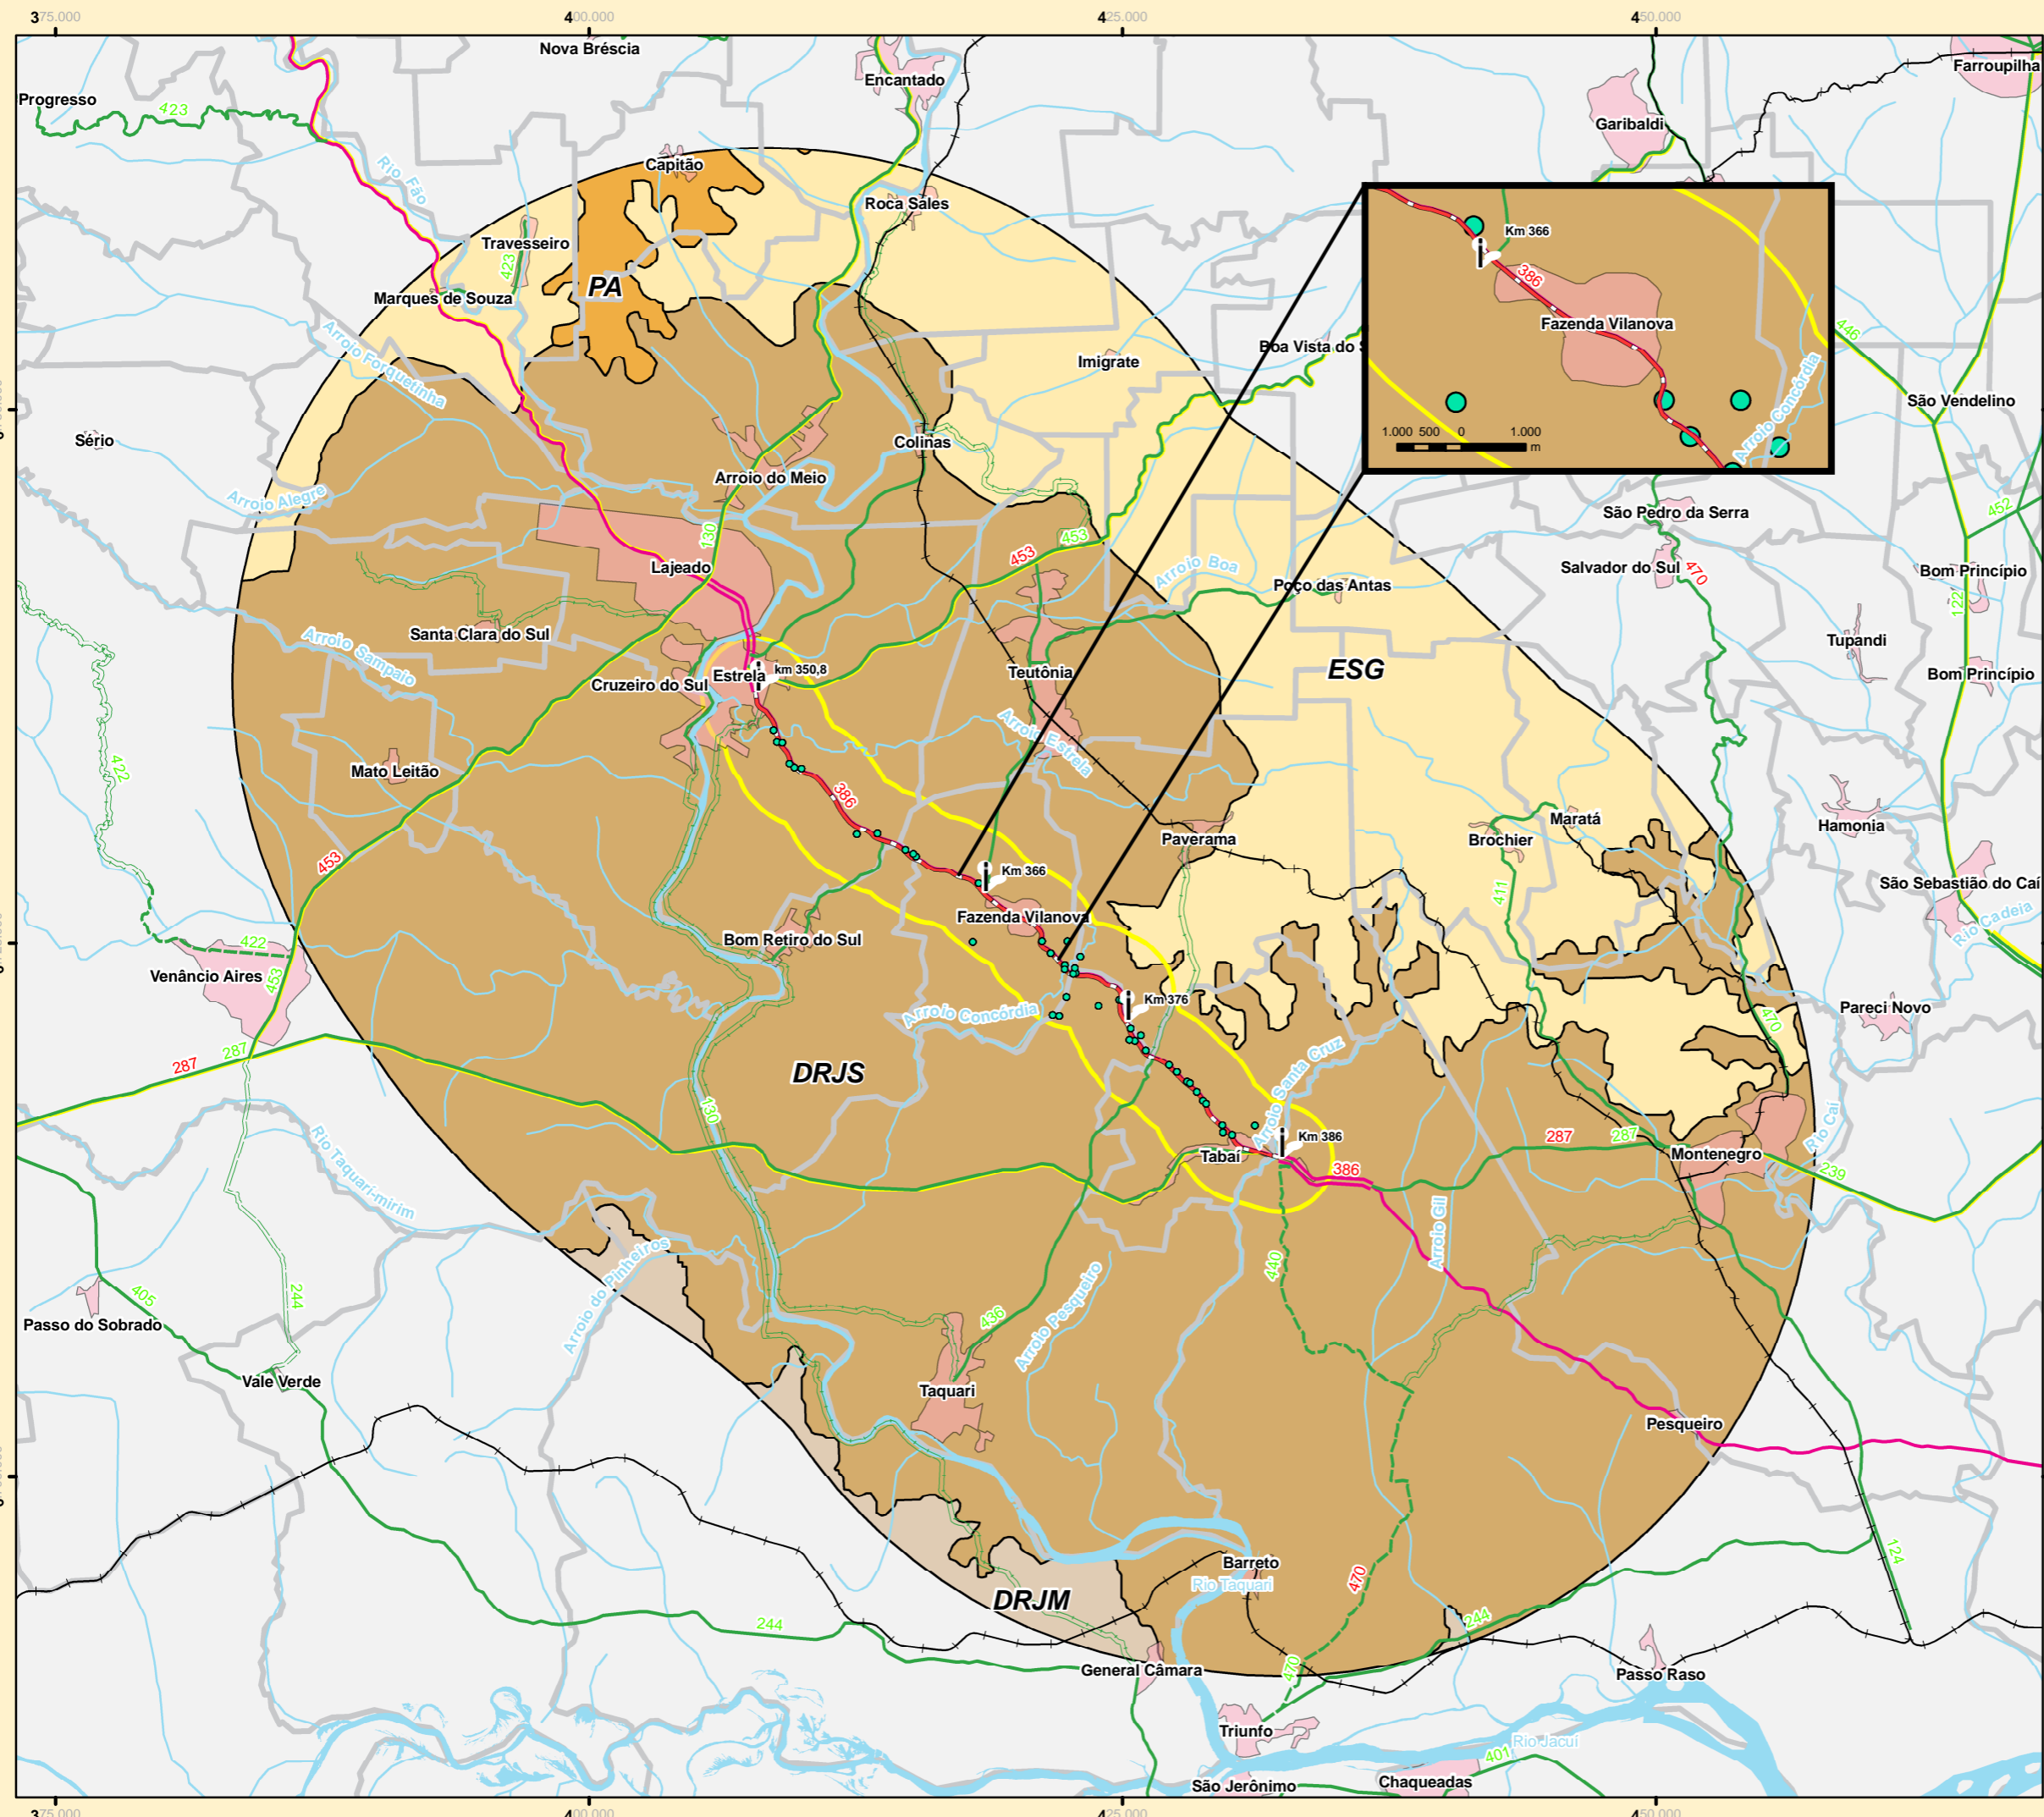 375.000 400.000 425.000 450.000
Nova Bréscia
Encantado
Farroupilha
Progresso
423
Garibaldi
Capitão
Rio Fão
Roca Sales
Travesseiro
423
PA
Marques de Souza
Km 366
386
Fazenda Vilanova
1.000 500 0 1.000
m
Arroio Concórdia
446
Arroio Forquetinha
Imigrate
Boa Vista do S
São Vendelino
Sério
Colinas
Arroio do Meio
Arroio Alegre
São Pedro da Serra
452
130
453
453
Lajeado
Arroio Boa
Salvador do Sul
470
Bom Princípio
Poço das Antas
122
Santa Clara do Sul
Arroio Sampaio
Tupandi
Estrela
km 350,8
Cruzeiro do Sul
Teutônia
ESG
Bom Princípio
Arroio Estrela
Mato Leitão
422
386
Maratá
Hamonia
Paverama
Brochier
453
Km 366
411
São Sebastião do Caí
Fazenda Vilanova
Rio Cadeia
422
Bom Retiro do Sul
Venâncio Aires
453
Km 376
Arroio Concórdia
Pareci Novo
470
287
287
DRJS
Arroio Santa Cruz
130
Rio Caí
Km 386
287
287
Tabaí
Montenegro
386
239
Rio Taquari-mirim
Arroio Gil
Arroio do Pinheiros
440
244
405
Arroio Pesqueiro
436
Passo do Sobrado
Vale Verde
Taquari
Pesqueiro
124
Barreto
Rio Taquari
470
DRJM
244
244
General Câmara
470
Passo Raso
Triunfo
Rio Jacuí
401
São Jerônimo
Chaqueadas
375.000 400.000 425.000 450.000